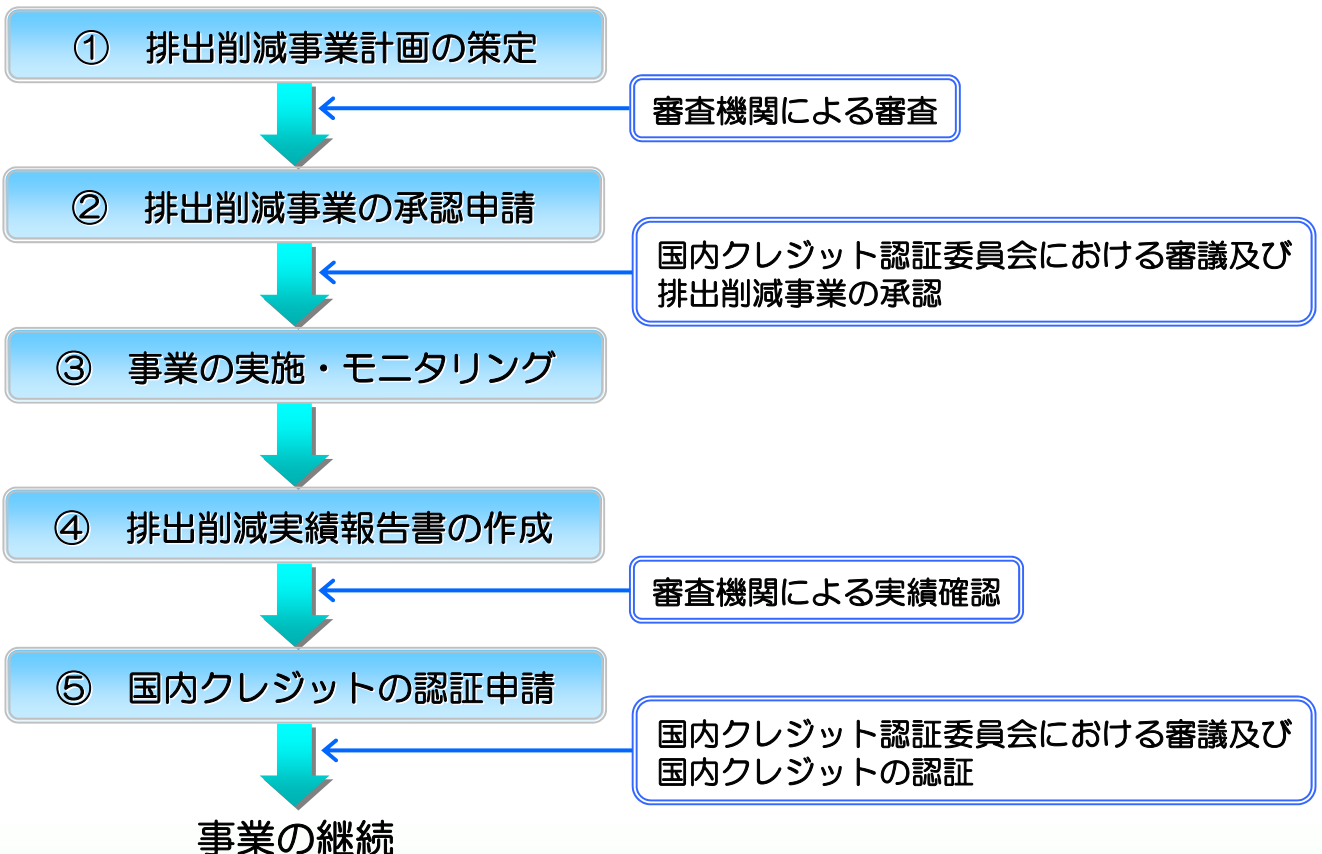 ① 排出削減事業計画の策定
審査機関による審査
② 排出削減事業の承認申請
国内クレジット認証委員会における審議及び
排出削減事業の承認
③ 事業の実施・モニタリング
④ 排出削減実績報告書の作成
審査機関による実績確認
⑤ 国内クレジットの認証申請
国内クレジット認証委員会における審議及び
国内クレジットの認証
事業の継続